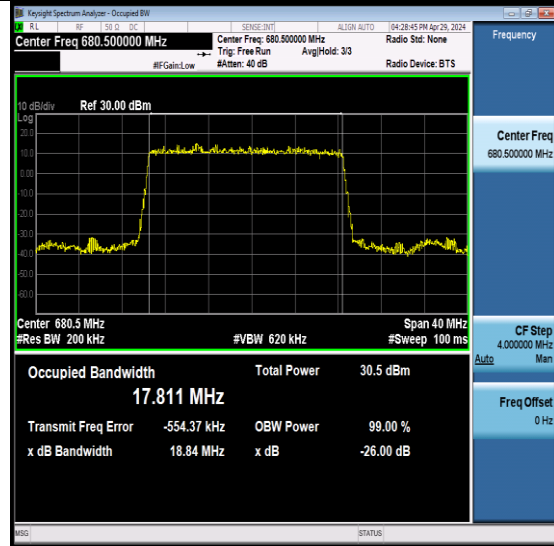 Keysight Spectrum Analyzer - Occupied BW
RL RF 50 Ω DC SENSE:INT ALIGN AUTO 04:28:45 PM Apr 29, 2024
Center Freq 680.500000 MHz
Center Freq: 680.500000 MHz
Radio Std: None
Trig: Free Run Avg|Hold: 3/3
#IFGain:Low
#Atten: 40 dB
Radio Device: BTS
10 dB/div Ref 30.00 dBm
Log
20.0
10.0
0.00
-10.0
-20.0
-30.0
-40.0
-50.0
-60.0
Center 680.5 MHz Span 40 MHz
#Res BW 200 kHz #VBW 620 kHz #Sweep 100 ms
Occupied Bandwidth Total Power 30.5 dBm
17.811 MHz
Transmit Freq Error -554.37 kHz OBW Power 99.00 %
x dB Bandwidth 18.84 MHz x dB -26.00 dB
MSG STATUS
Frequency
Center Freq
680.500000 MHz
CF Step
4.000000 MHz
Auto Man
Freq Offset
0 Hz